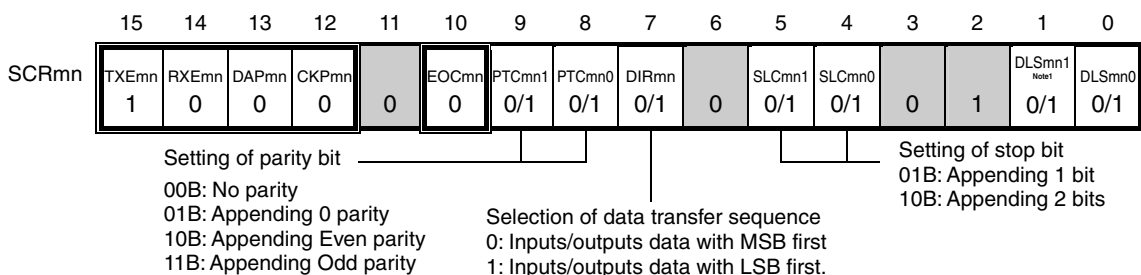 15 14 13 12 11 10 9 8 7 6 5 4 3 2 1 0
SCRmn
TXEmn RXEmn DAPmn CKPmn EOCmn PTCmn1 PTCmn0 DIRmn SLCmn1 SLCmn0 DLSmn1 Note1 DLSmn0
1 0 0 0 0 0 0/1 0/1 0/1 0 0/1 0/1 0 1 0/1 0/1
Setting of parity bit
00B: No parity
01B: Appending 0 parity
10B: Appending Even parity
11B: Appending Odd parity
Selection of data transfer sequence
0: Inputs/outputs data with MSB first
1: Inputs/outputs data with LSB first.
Setting of stop bit
01B: Appending 1 bit
10B: Appending 2 bits